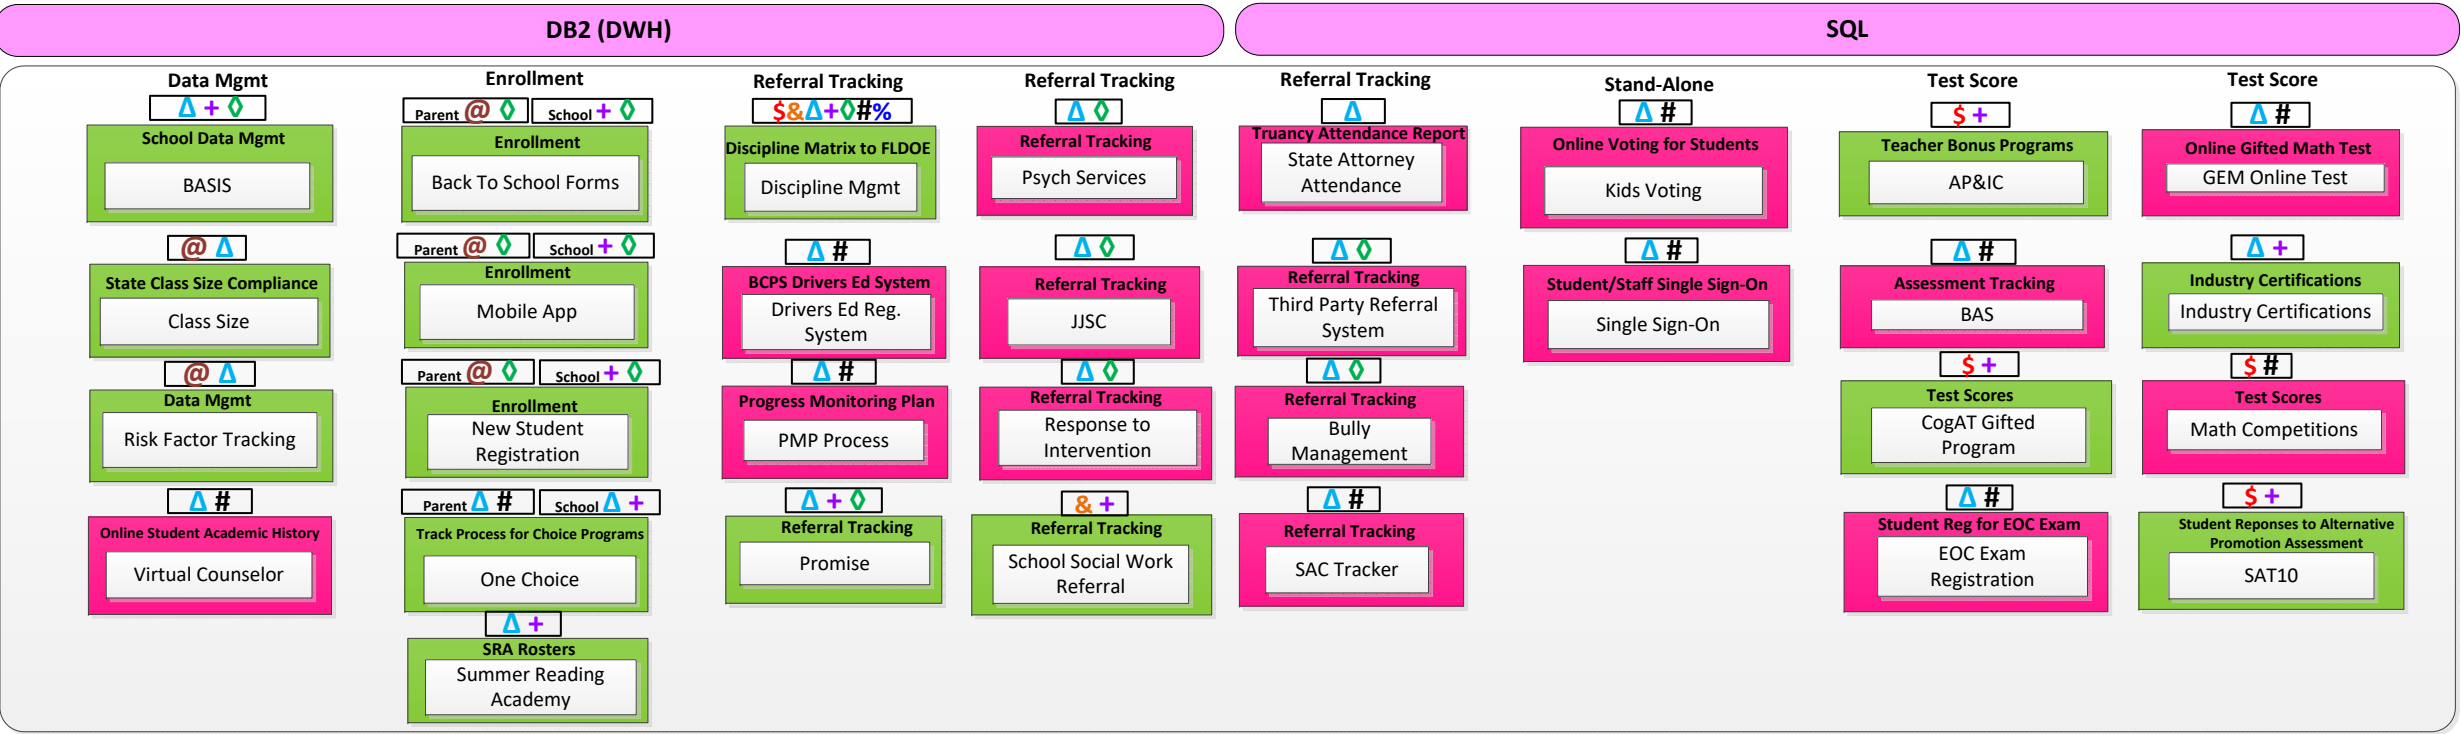 DB2 (DWH)
SQL
Data Mgmt
Δ + ◊
School Data Mgmt
BASIS
@ Δ
State Class Size Compliance
Class Size
@ Δ
Data Mgmt
Risk Factor Tracking
Δ #
Online Student Academic History
Virtual Counselor
Enrollment
Parent @ ◊
School + ◊
Enrollment
Back To School Forms
Parent @ ◊
School + ◊
Enrollment
Mobile App
Parent @ ◊
School + ◊
Enrollment
New Student
Registration
Parent Δ #
School Δ +
Track Process for Choice Programs
One Choice
Δ +
SRA Rosters
Summer Reading
Academy
Referral Tracking
$&Δ+◊#%
Discipline Matrix to FLDOE
Discipline Mgmt
Δ #
BCPS Drivers Ed System
Drivers Ed Reg.
System
Δ #
Progress Monitoring Plan
PMP Process
Δ + ◊
Referral Tracking
Promise
Referral Tracking
Δ ◊
Referral Tracking
Psych Services
Δ ◊
Referral Tracking
JJSC
Δ ◊
Referral Tracking
Response to
Intervention
& +
Referral Tracking
School Social Work
Referral
Referral Tracking
Δ
Truancy Attendance Report
State Attorney
Attendance
Δ ◊
Referral Tracking
Third Party Referral
System
Δ ◊
Referral Tracking
Bully
Management
Δ #
Referral Tracking
SAC Tracker
Stand-Alone
Δ #
Online Voting for Students
Kids Voting
Δ #
Student/Staff Single Sign-On
Single Sign-On
Test Score
$ +
Teacher Bonus Programs
AP&IC
Δ #
Assessment Tracking
BAS
$ +
Test Scores
CogAT Gifted
Program
Δ #
Student Reg for EOC Exam
EOC Exam
Registration
Test Score
Δ #
Online Gifted Math Test
GEM Online Test
Δ +
Industry Certifications
Industry Certifications
$ #
Test Scores
Math Competitions
$ +
Student Reponses to Alternative
Promotion Assessment
SAT10